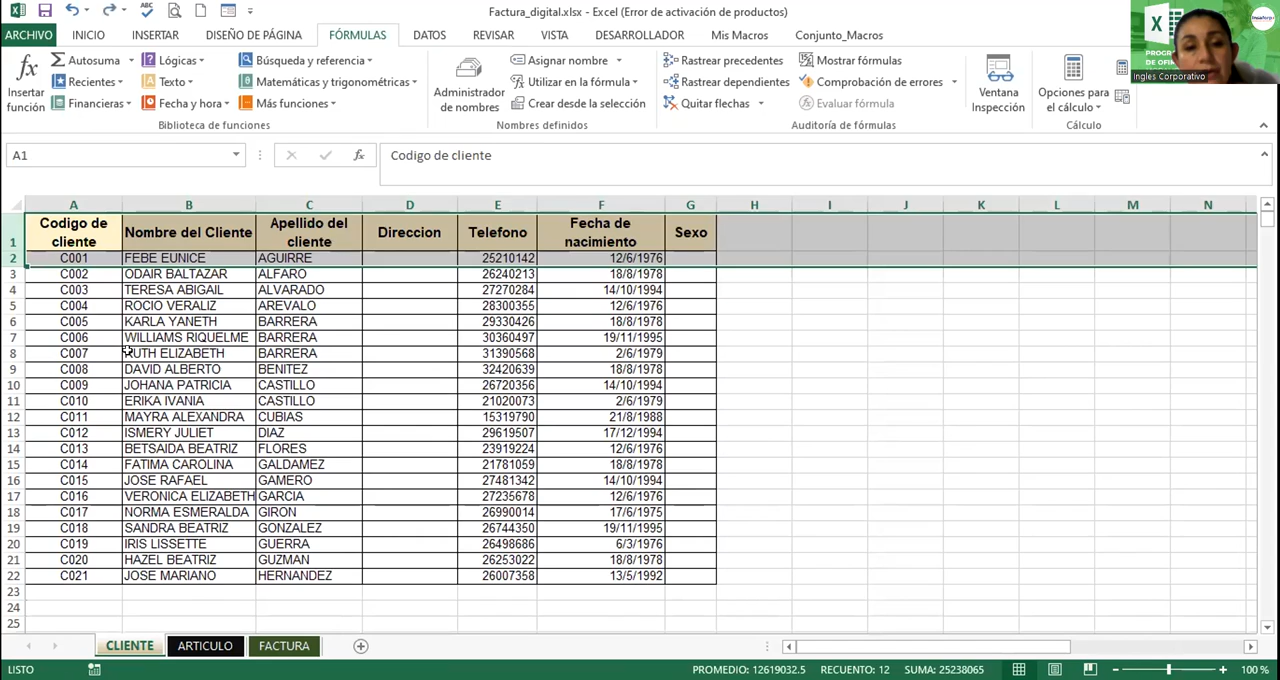 Factura_digital.xlsx - Excel (Error de activación de productos)
ARCHIVO INICIO INSERTAR DISEÑO DE PÁGINA FÓRMULAS DATOS REVISAR VISTA DESARROLLADOR Mis Macros Conjunto_Macros
Insertar función
Autosuma
Recientes
Financieras
Lógicas
Texto
Fecha y hora
Búsqueda y referencia
Matemáticas y trigonométricas
Más funciones
Biblioteca de funciones
Administrador de nombres
Asignar nombre
Utilizar en la fórmula
Crear desde la selección
Nombres definidos
Rastrear precedentes
Rastrear dependientes
Quitar flechas
Mostrar fórmulas
Comprobación de errores
Evaluar fórmula
Auditoría de fórmulas
Ventana Inspección
Opciones para el cálculo
Cálculo
Ingles Corporativo
A1 fx Codigo de cliente
A B C D E F G H I J K L M N
1 Codigo de cliente Nombre del Cliente Apellido del cliente Direccion Telefono Fecha de nacimiento Sexo
2 C001 FEBE EUNICE AGUIRRE 25210142 12/6/1976
3 C002 ODAIR BALTAZAR ALFARO 26240213 18/8/1978
4 C003 TERESA ABIGAIL ALVARADO 27270284 14/10/1994
5 C004 ROCIO VERALIZ AREVALO 28300355 12/6/1976
6 C005 KARLA YANETH BARRERA 29330426 18/8/1978
7 C006 WILLIAMS RIQUELME BARRERA 30360497 19/11/1995
8 C007 RUTH ELIZABETH BARRERA 31390568 2/6/1979
9 C008 DAVID ALBERTO BENITEZ 32420639 18/8/1978
10 C009 JOHANA PATRICIA CASTILLO 26720356 14/10/1994
11 C010 ERIKA IVANIA CASTILLO 21020073 2/6/1979
12 C011 MAYRA ALEXANDRA CUBIAS 15319790 21/8/1988
13 C012 ISMERY JULIET DIAZ 29619507 17/12/1994
14 C013 BETSAIDA BEATRIZ FLORES 23919224 12/6/1976
15 C014 FATIMA CAROLINA GALDAMEZ 21781059 18/8/1978
16 C015 JOSE RAFAEL GAMERO 27481342 14/10/1994
17 C016 VERONICA ELIZABETH GARCIA 27235678 12/6/1976
18 C017 NORMA ESMERALDA GIRON 26990014 17/6/1975
19 C018 SANDRA BEATRIZ GONZALEZ 26744350 19/11/1995
20 C019 IRIS LISSETTE GUERRA 26498686 6/3/1976
21 C020 HAZEL BEATRIZ GUZMAN 26253022 18/8/1978
22 C021 JOSE MARIANO HERNANDEZ 26007358 13/5/1992
23
24
25
CLIENTE ARTICULO FACTURA
LISTO PROMEDIO: 12619032.5 RECUENTO: 12 SUMA: 25238065 100 %